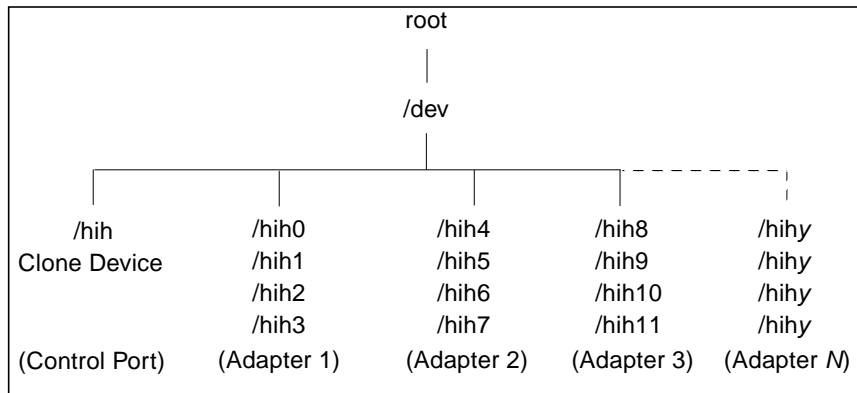 root
/dev
/hih /hih0 /hih4 /hih8 /hihy
Clone Device /hih1 /hih5 /hih9 /hihy
/hih2 /hih6 /hih10 /hihy
/hih3 /hih7 /hih11 /hihy
(Control Port) (Adapter 1) (Adapter 2) (Adapter 3) (Adapter N)